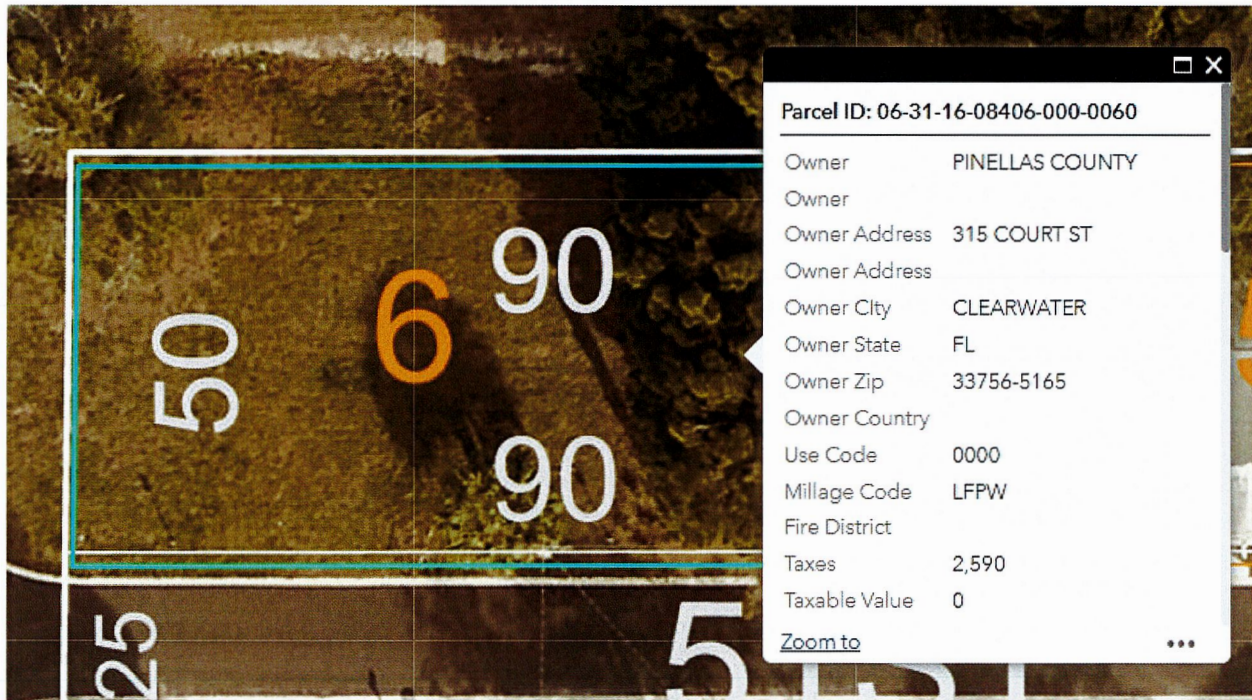 Parcel ID: 06-31-16-08406-000-0060
Owner PINELLAS COUNTY
Owner
Owner Address 315 COURT ST
Owner Address
Owner City CLEARWATER
Owner State FL
Owner Zip 33756-5165
Owner Country
Use Code 0000
Millage Code LFPW
Fire District
Taxes 2,590
Taxable Value 0
Zoom to
90
6
50
90
25